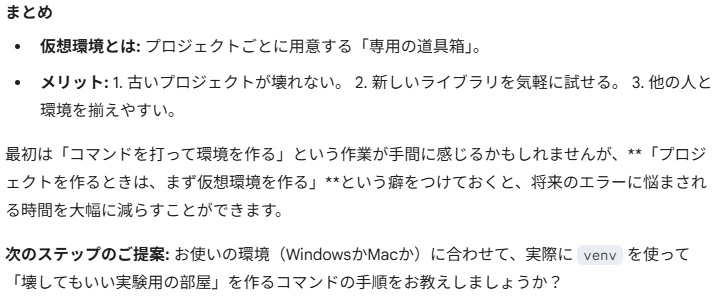 まとめ
• 仮想環境とは: プロジェクトごとに用意する「専用の道具箱」。
• メリット: 1. 古いプロジェクトが壊れない。 2. 新しいライブラリを気軽に試せる。 3. 他の人と
環境を揃えやすい。
最初は「コマンドを打って環境を作る」という作業が手間に感じるかもしれませんが、**「プロジ
ェクトを作るときは、まず仮想環境を作る」**という癖をつけておくと、将来のエラーに悩まされ
る時間を大幅に減らすことができます。
次のステップのご提案: お使いの環境（WindowsかMacか）に合わせて、実際に venv を使って
「壊してもいい実験用の部屋」を作るコマンドの手順をお教えしましょうか？